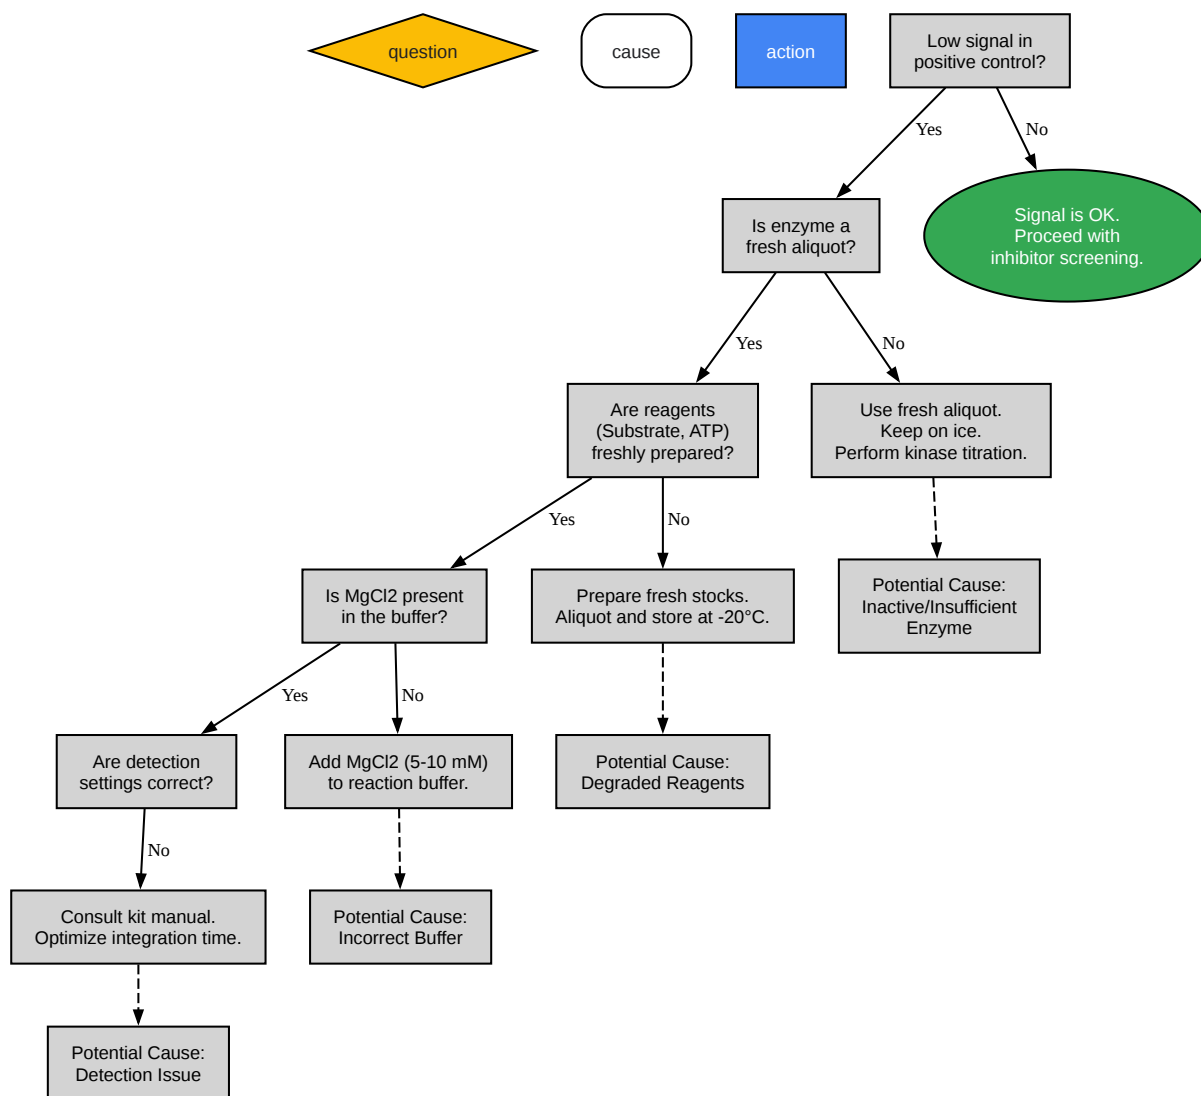 question
cause
action
Low signal in
positive control?
Yes
No
Is enzyme a
fresh aliquot?
Signal is OK.
Proceed with
inhibitor screening.
Yes
No
Are reagents
(Substrate, ATP)
freshly prepared?
Use fresh aliquot.
Keep on ice.
Perform kinase titration.
Yes
No
Is MgCl2 present
in the buffer?
Prepare fresh stocks.
Aliquot and store at -20°C.
Potential Cause:
Inactive/Insufficient
Enzyme
Yes
No
Are detection
settings correct?
Add MgCl2 (5-10 mM)
to reaction buffer.
Potential Cause:
Degraded Reagents
No
Consult kit manual.
Optimize integration time.
Potential Cause:
Incorrect Buffer
Potential Cause:
Detection Issue